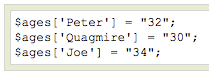 $ages['Peter'] = "32";
$ages['Quagmire'] = "30";
$ages['Joe'] = "34";